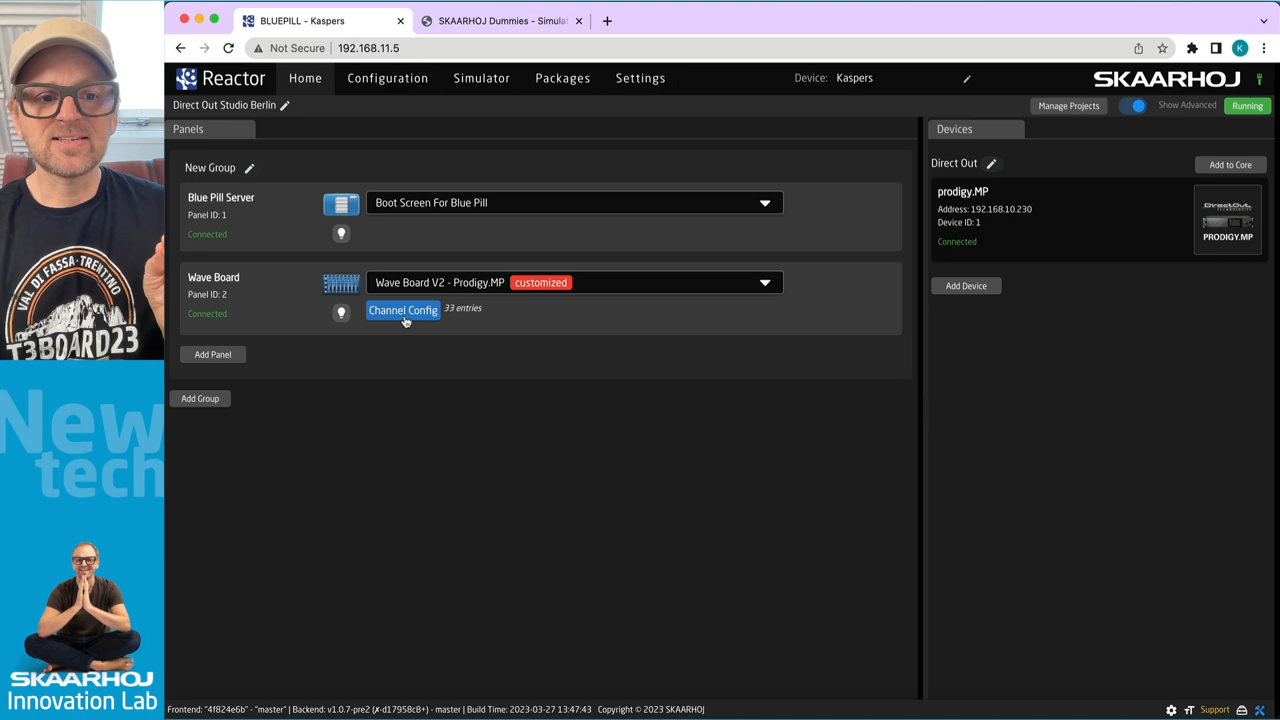 BLUEPILL - Kaspers
SKAARHOJ Dummies - Simulat
Not Secure | 192.168.11.5
K
Reactor
Home
Configuration
Simulator
Packages
Settings
Device: Kaspers
SKAARHOJ
Direct Out Studio Berlin
Manage Projects
Show Advanced
Running
Panels
New Group
Blue Pill Server
Panel ID: 1
Connected
Boot Screen For Blue Pill
Wave Board
Panel ID: 2
Connected
Wave Board V2 - Prodigy.MP customized
Channel Config 33 entries
Add Panel
Add Group
Devices
Direct Out
Add to Core
prodigy.MP
Address: 192.168.10.230
Device ID: 1
Connected
DirectOut
TECHNOLOGIES
PRODIGY.MP
Add Device
VAL DI FASSA-TRENTINO
T3BOARD23
New
tech
SKAARHOJ
Innovation Lab
Frontend: "4f824e6b" - "master" | Backend: v1.0.7-pre2 (✗-d17958c8+) - master | Build Time: 2023-03-27 13:47:43 Copyright © 2023 SKAARHOJ
Support